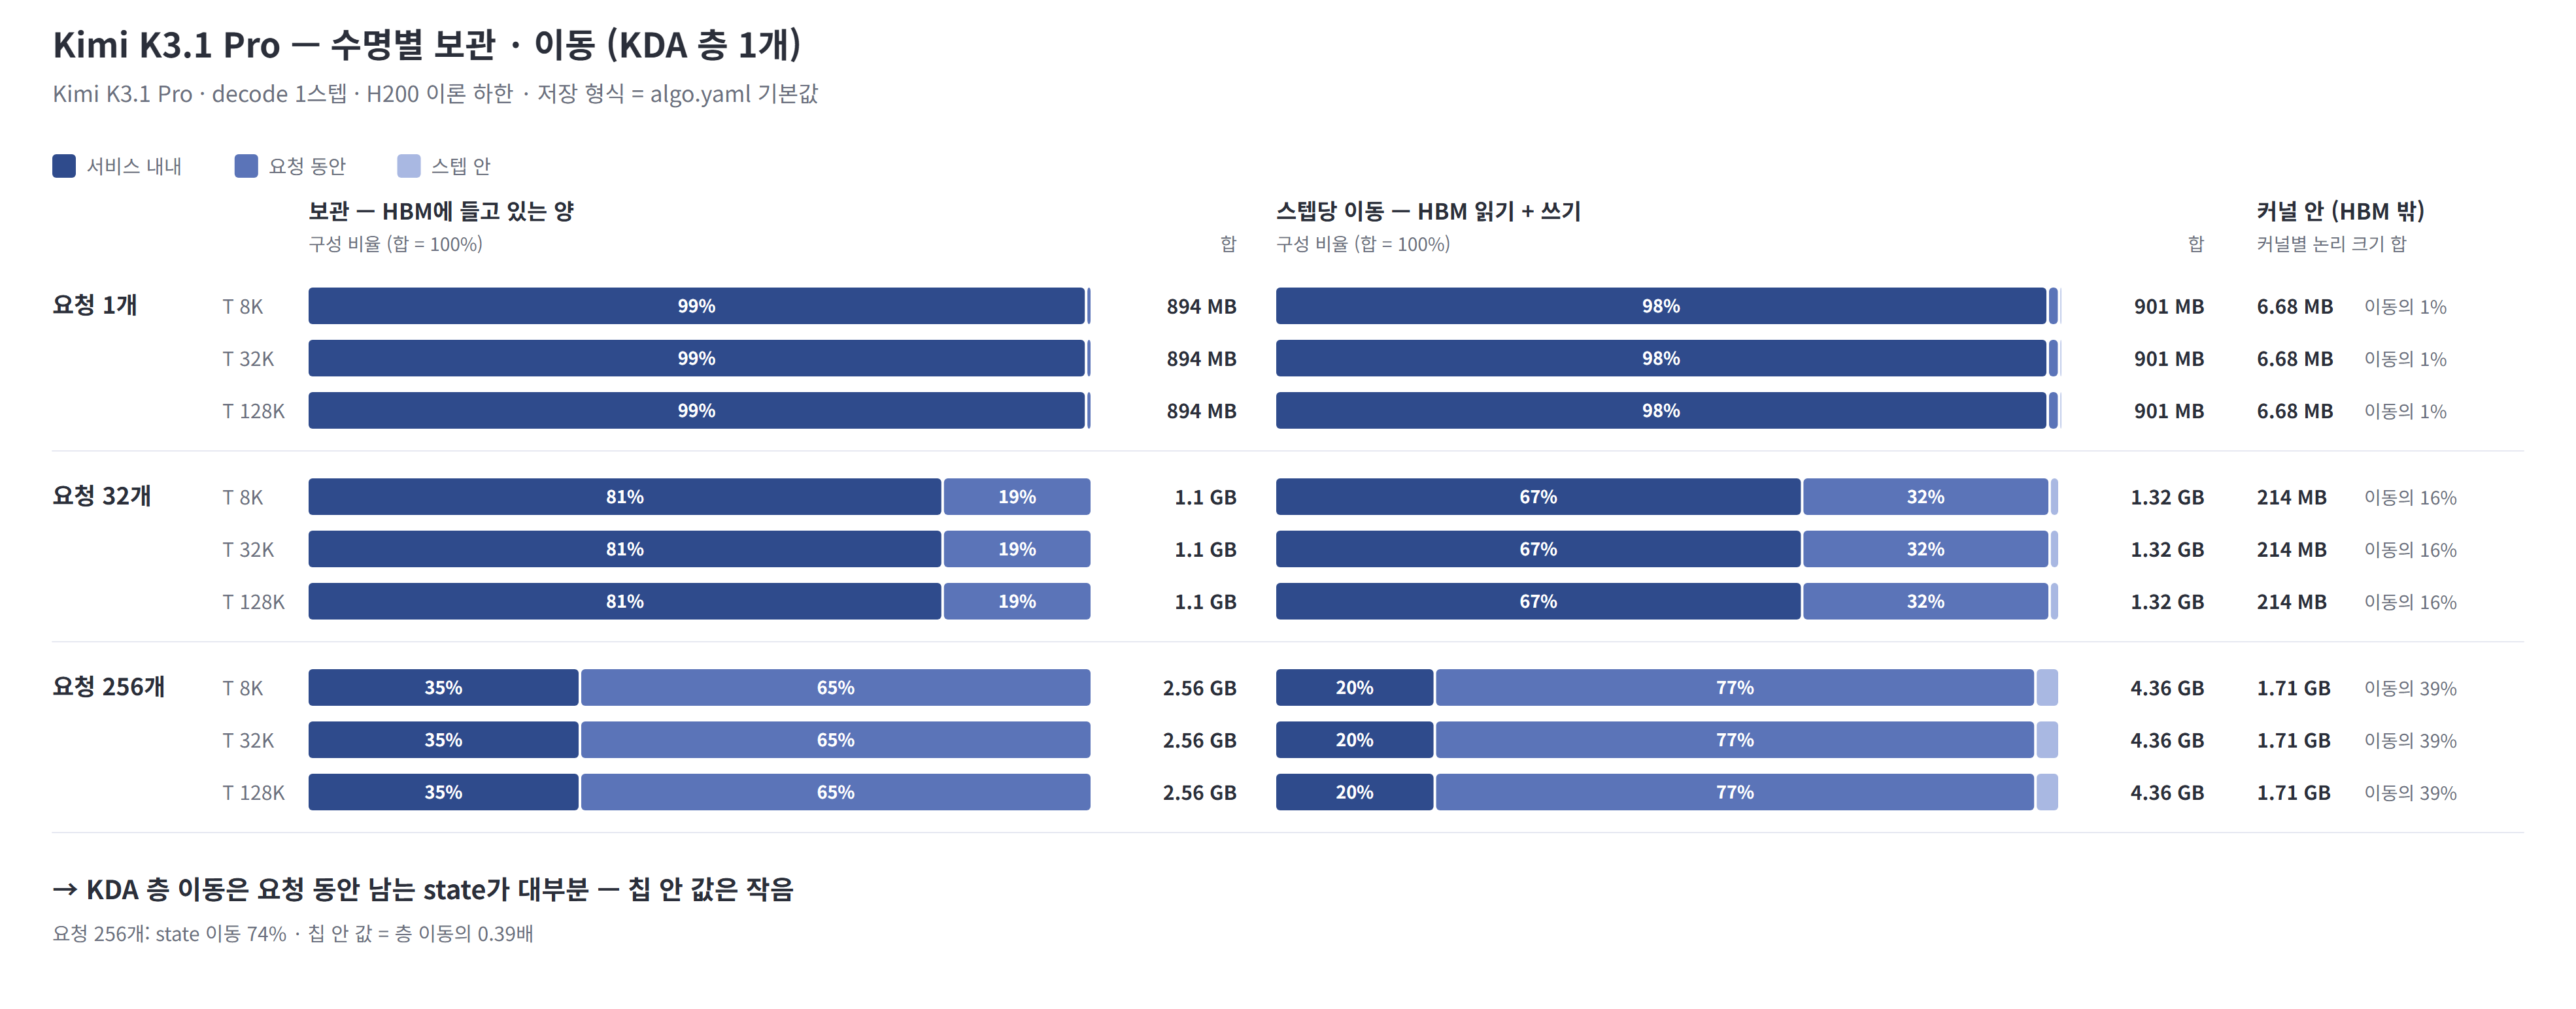 Kimi K3.1 Pro — 수명별 보관 · 이동 (KDA 층 1개)
Kimi K3.1 Pro · decode 1스텝 · H200 이론 하한 · 저장 형식 = algo.yaml 기본값
서비스 내내 요청 동안 스텝 안
보관 — HBM에 들고 있는 양 스텝당 이동 — HBM 읽기 + 쓰기 커널 안 (HBM 밖)
구성 비율 (합 = 100%) 합 구성 비율 (합 = 100%) 합 커널별 논리 크기 합
요청 1개 T 8K 99% 894 MB 98% 901 MB 6.68 MB 이동의 1%
T 32K 99% 894 MB 98% 901 MB 6.68 MB 이동의 1%
T 128K 99% 894 MB 98% 901 MB 6.68 MB 이동의 1%
요청 32개 T 8K 81% 19% 1.1 GB 67% 32% 1.32 GB 214 MB 이동의 16%
T 32K 81% 19% 1.1 GB 67% 32% 1.32 GB 214 MB 이동의 16%
T 128K 81% 19% 1.1 GB 67% 32% 1.32 GB 214 MB 이동의 16%
요청 256개 T 8K 35% 65% 2.56 GB 20% 77% 4.36 GB 1.71 GB 이동의 39%
T 32K 35% 65% 2.56 GB 20% 77% 4.36 GB 1.71 GB 이동의 39%
T 128K 35% 65% 2.56 GB 20% 77% 4.36 GB 1.71 GB 이동의 39%
→ KDA 층 이동은 요청 동안 남는 state가 대부분 — 칩 안 값은 작음
요청 256개: state 이동 74% · 칩 안 값 = 층 이동의 0.39배